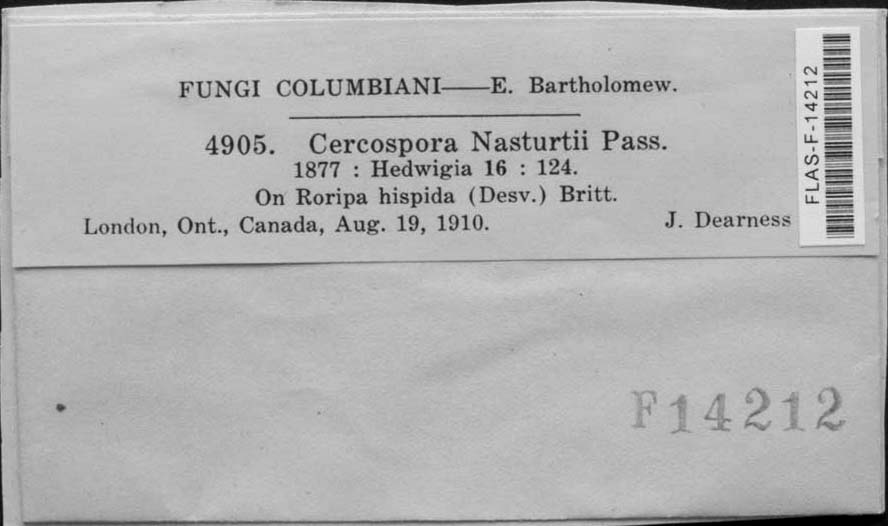 FUNGI COLUMBIANI——E. Bartholomew.
4905. Cercospora Nasturtii Pass.
1877 : Hedwigia 16 : 124.
On Roripa hispida (Desv.) Britt.
London, Ont., Canada, Aug. 19, 1910. J. Dearness
FLAS-F-14212
F14212